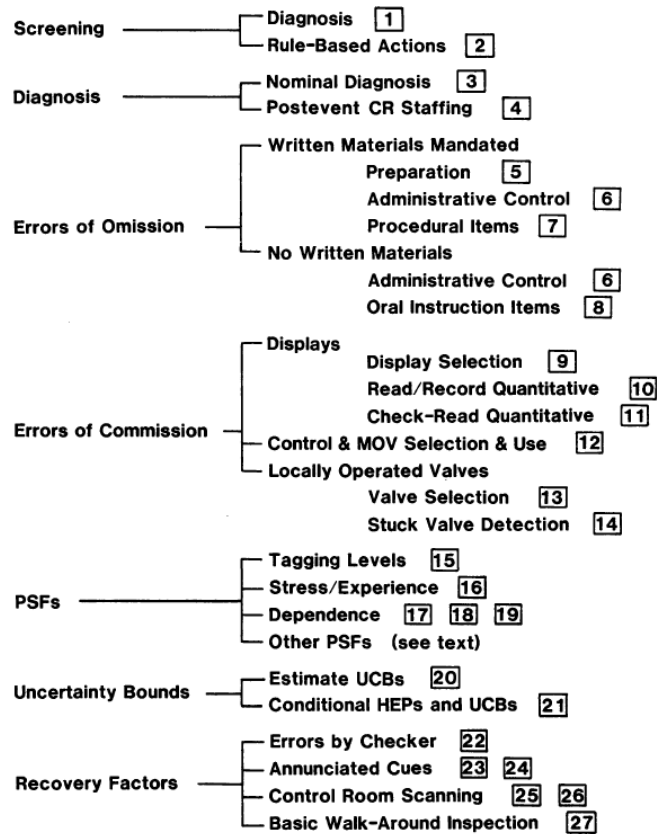 Screening
Diagnosis 1
Rule-Based Actions 2
Diagnosis
Nominal Diagnosis 3
Postevent CR Staffing 4
Errors of Omission
Written Materials Mandated
Preparation 5
Administrative Control 6
Procedural Items 7
No Written Materials
Administrative Control 6
Oral Instruction Items 8
Errors of Commission
Displays
Display Selection 9
Read/Record Quantitative 10
Check-Read Quantitative 11
Control & MOV Selection & Use 12
Locally Operated Valves
Valve Selection 13
Stuck Valve Detection 14
PSFs
Tagging Levels 15
Stress/Experience 16
Dependence 17 18 19
Other PSFs (see text)
Uncertainty Bounds
Estimate UCBs 20
Conditional HEPs and UCBs 21
Recovery Factors
Errors by Checker 22
Annunciated Cues 23 24
Control Room Scanning 25 26
Basic Walk-Around Inspection 27